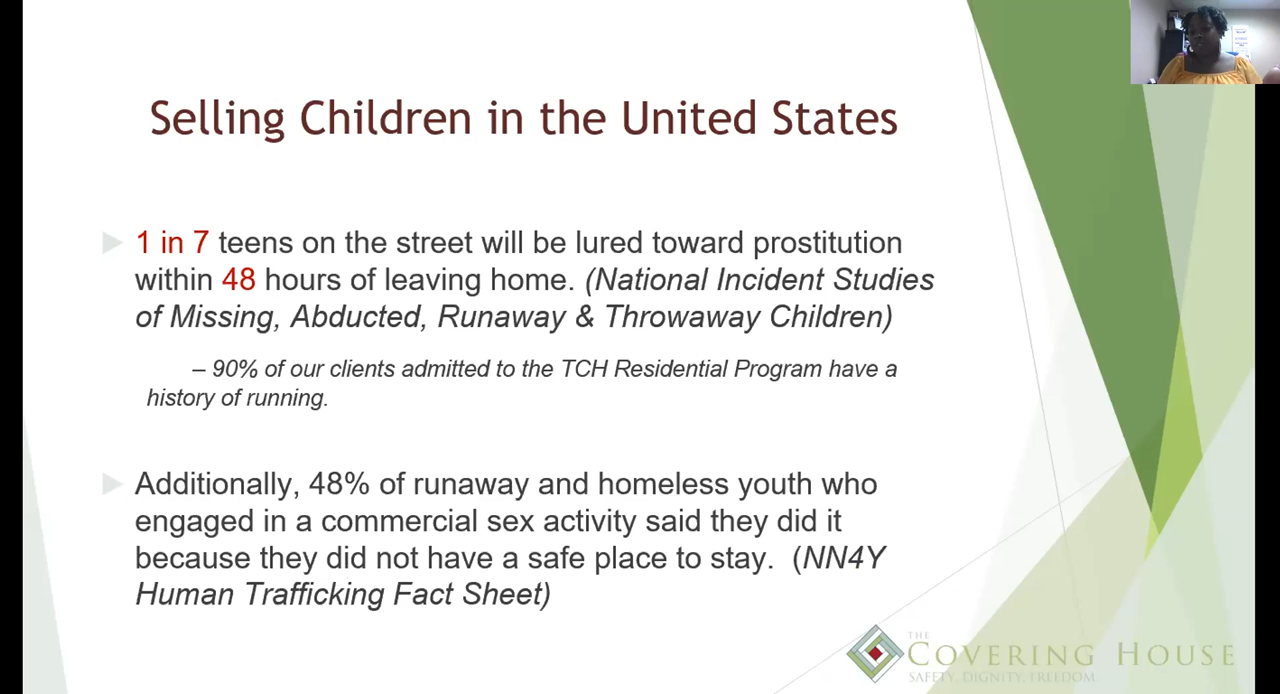 Selling Children in the United States
1 in 7 teens on the street will be lured toward prostitution
within 48 hours of leaving home. (National Incident Studies
of Missing, Abducted, Runaway & Throwaway Children)
– 90% of our clients admitted to the TCH Residential Program have a
history of running.
Additionally, 48% of runaway and homeless youth who
engaged in a commercial sex activity said they did it
because they did not have a safe place to stay. (NN4Y
Human Trafficking Fact Sheet)
THE
COVERING HOUSE
SAFETY. DIGNITY. FREEDOM.